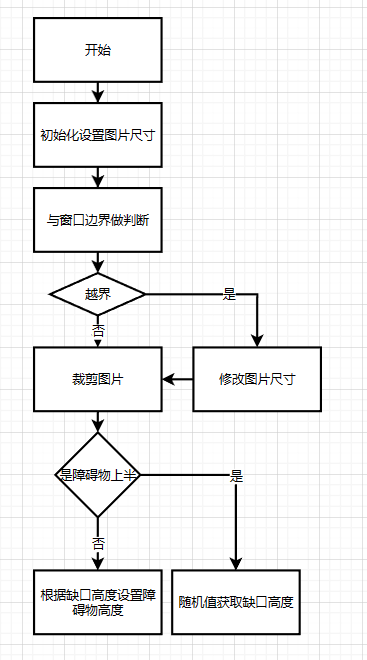 开始
初始化设置图片尺寸
与窗口边界做判断
越界
是
否
裁剪图片
修改图片尺寸
是障碍物上半
是
否
根据缺口高度设置障
碍物高度
随机值获取缺口高度